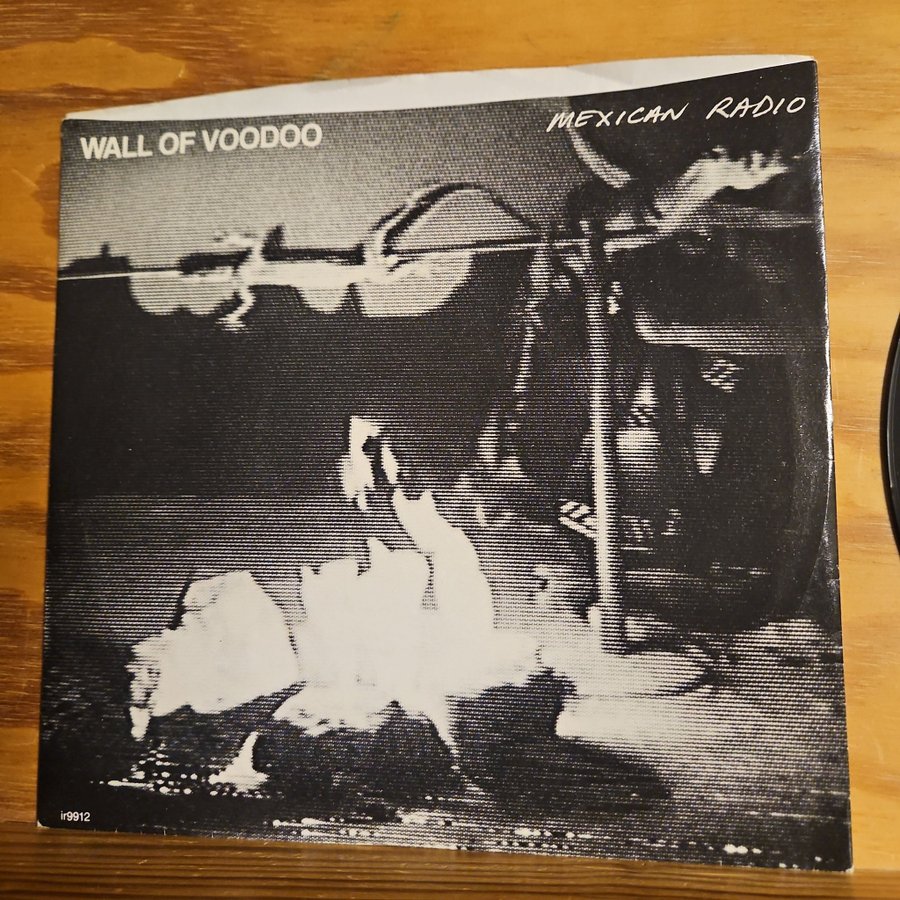 WALL OF VOODOO
MEXICAN RADIO
ir9912